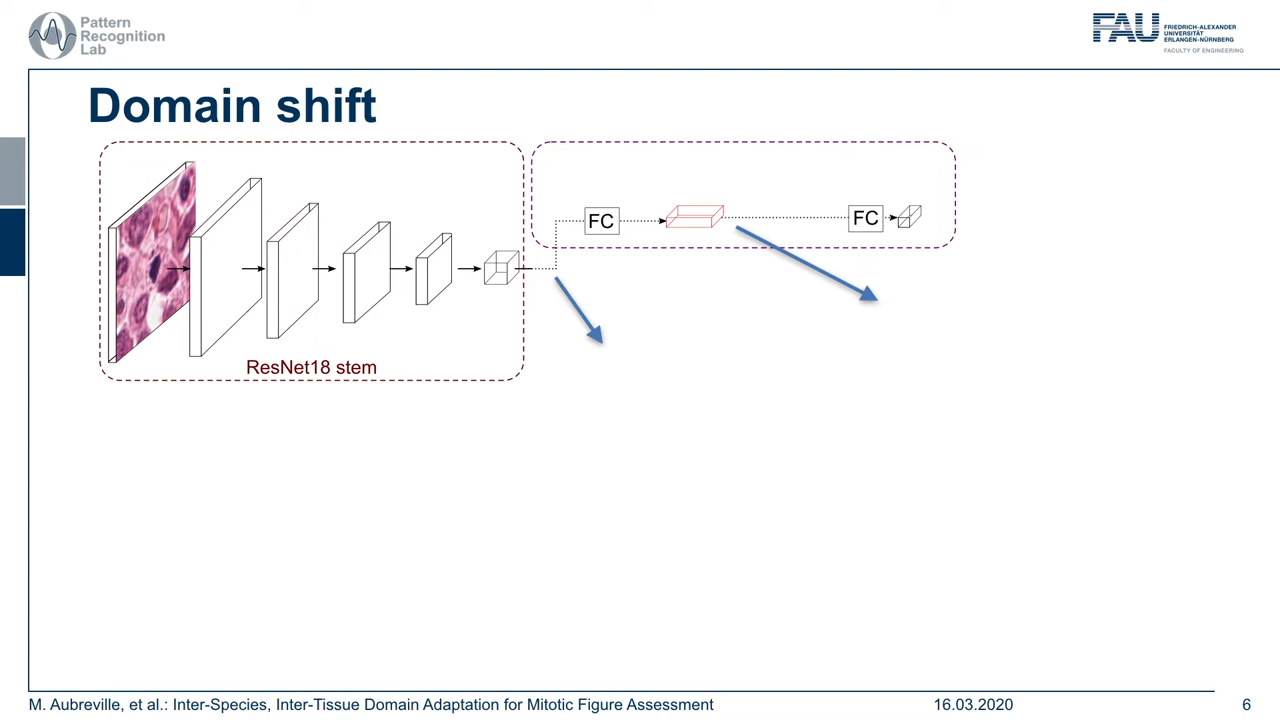 Pattern
Recognition
Lab
FAU
FRIEDRICH-ALEXANDER
UNIVERSITÄT
ERLANGEN-NÜRNBERG
FACULTY OF ENGINEERING
Domain shift
FC
FC
ResNet18 stem
M. Aubreville, et al.: Inter-Species, Inter-Tissue Domain Adaptation for Mitotic Figure Assessment
16.03.2020
6